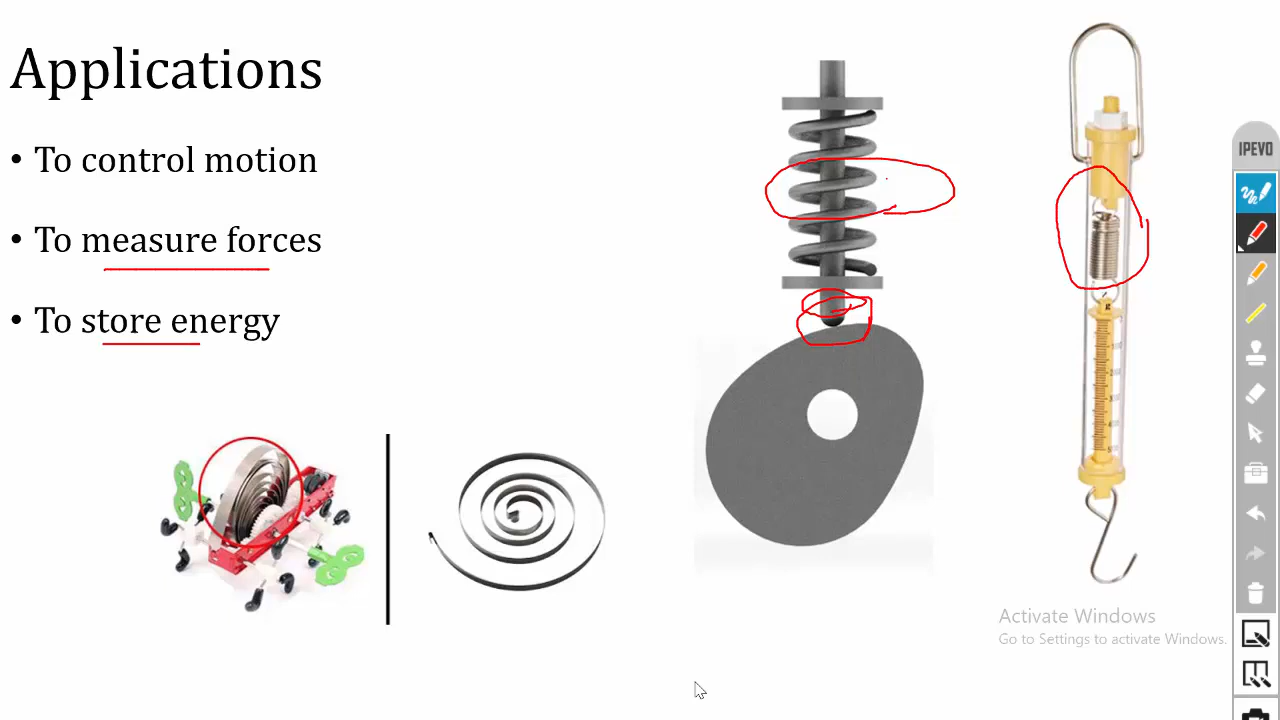 Applications
• To control motion
• To measure forces
• To store energy
IPEVO
Activate Windows
Go to Settings to activate Windows.